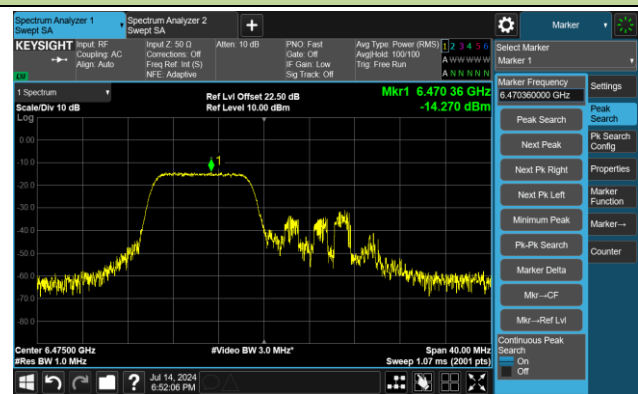 Spectrum Analyzer 1
Swept SA
Spectrum Analyzer 2
Swept SA
+
Marker
KEYSIGHT
Input: RF
Coupling: AC
Align: Auto
Input Z: 50 Ω
Corrections: Off
Freq Ref: Int (S)
NFE: Adaptive
Atten: 10 dB
PNO: Fast
Gate: Off
IF Gain: Low
Sig Track: Off
Avg Type: Power (RMS)
Avg|Hold: 100/100
Trig: Free Run
1 2 3 4 5 6
A W W W W W
A N N N N N
LV
Select Marker
Marker 1
1 Spectrum
Scale/Div 10 dB
Log
Ref Lvl Offset 22.50 dB
Ref Level 10.00 dBm
Mkr1 6.470 36 GHz
-14.270 dBm
0.00
-10.0
-20.0
-30.0
-40.0
-50.0
-60.0
-70.0
-80.0
1
Center 6.47500 GHz
#Res BW 1.0 MHz
#Video BW 3.0 MHz*
Span 40.00 MHz
Sweep 1.07 ms (2001 pts)
Marker Frequency
6.470360000 GHz
Peak Search
Next Peak
Next Pk Right
Next Pk Left
Minimum Peak
Pk-Pk Search
Marker Delta
Mkr→CF
Mkr→Ref Lvl
Continuous Peak
Search
On
Off
Settings
Peak
Search
Pk Search
Config
Properties
Marker
Function
Marker→
Counter
?
Jul 14, 2024
6:52:06 PM